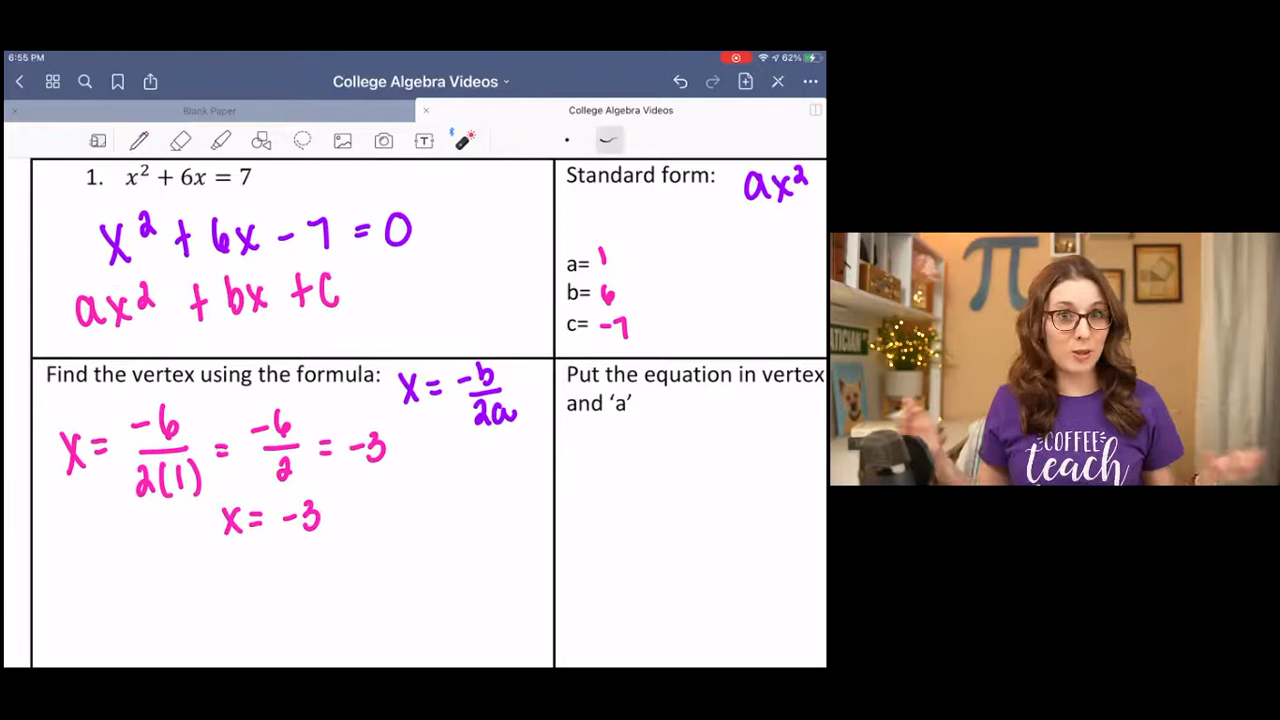 6:55 PM
62%
College Algebra Videos
Blank Paper
College Algebra Videos
1. x² + 6x = 7
x² + 6x - 7 = 0
ax² + bx + c
Standard form: ax²
a= 1
b= 6
c= -7
Find the vertex using the formula: x = -b/2a
x = -6/2(1) = -6/2 = -3
x = -3
Put the equation in vertex
and ‘a’
COFFEE
teach